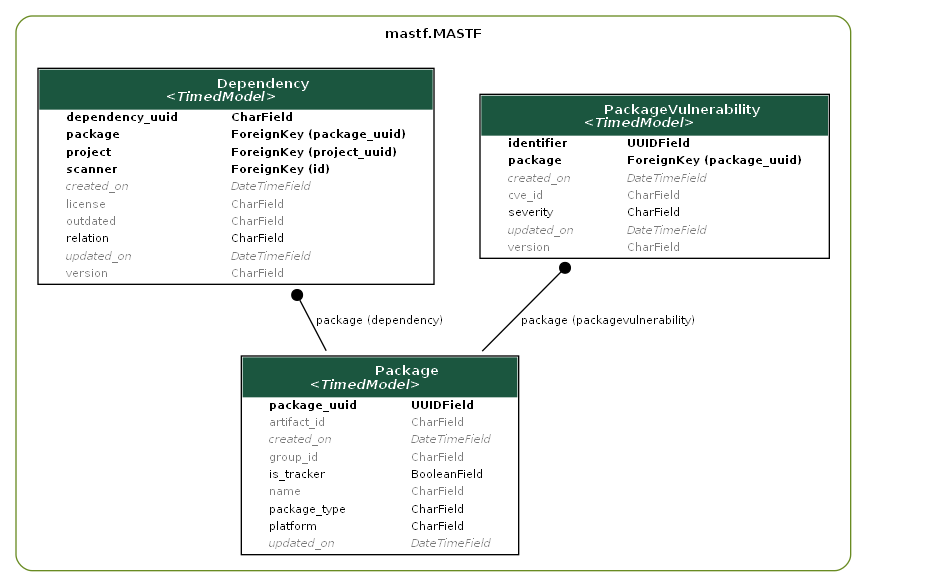 mastf.MASTF
Dependency
<TimedModel>
dependency_uuid CharField
package ForeignKey (package_uuid)
project ForeignKey (project_uuid)
scanner ForeignKey (id)
created_on DateTimeField
license CharField
outdated CharField
relation CharField
updated_on DateTimeField
version CharField
PackageVulnerability
<TimedModel>
identifier UUIDField
package ForeignKey (package_uuid)
created_on DateTimeField
cve_id CharField
severity CharField
updated_on DateTimeField
version CharField
package (dependency)
package (packagevulnerability)
Package
<TimedModel>
package_uuid UUIDField
artifact_id CharField
created_on DateTimeField
group_id CharField
is_tracker BooleanField
name CharField
package_type CharField
platform CharField
updated_on DateTimeField